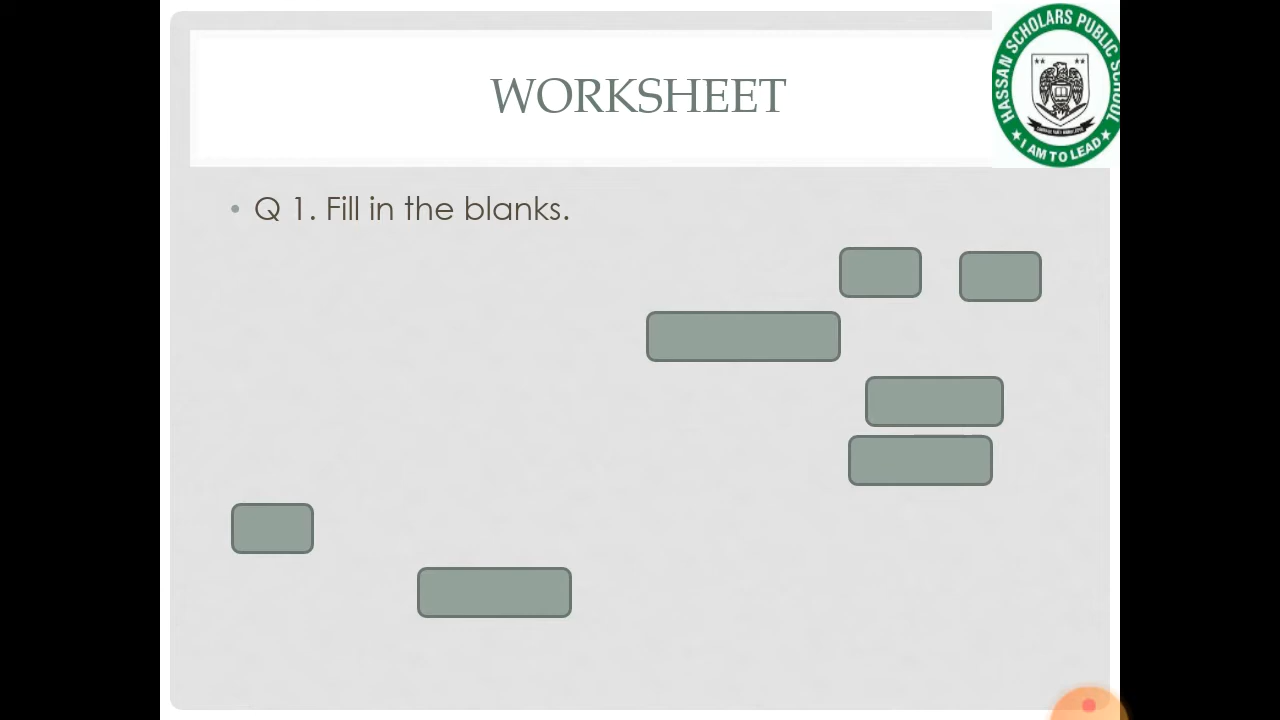 WORKSHEET
HASSAN SCHOLARS PUBLIC SCHOOL
I AM TO LEAD
• Q 1. Fill in the blanks.